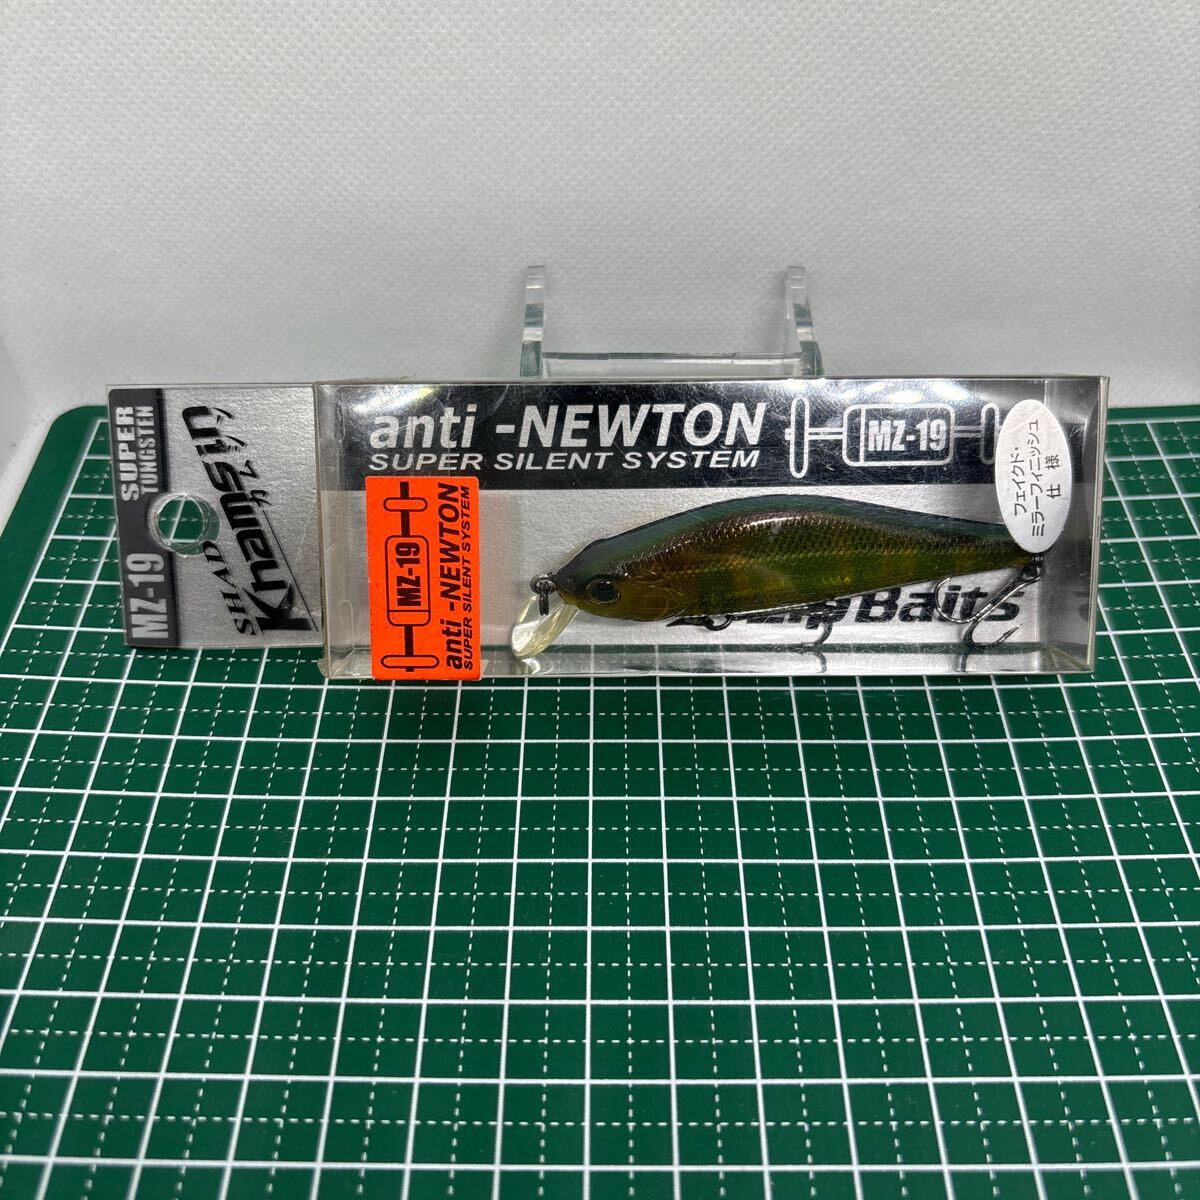 SUPER
TUNGSTEN
MZ-19
SHAD
Khamsin
カムシン
anti -NEWTON
SUPER SILENT SYSTEM
MZ-19
MZ-19
anti -NEWTON
SUPER SILENT SYSTEM
フェイクド・
ミラーフィニッシュ
仕様
ZipBaits